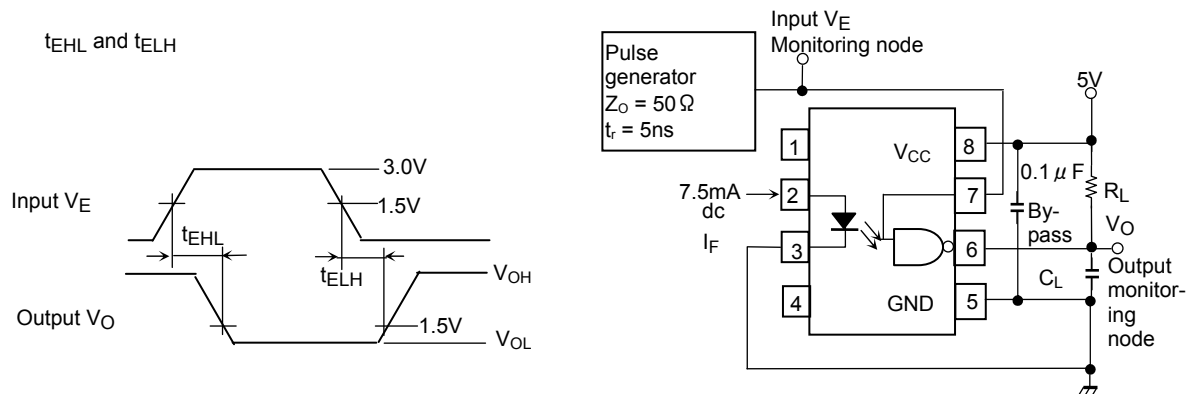 tEHL and tELH
Input VE
3.0V
1.5V
tEHL
tELH
VOH
Output VO
1.5V
VOL
Input VE
Monitoring node
Pulse
generator
ZO = 50 Ω
tr = 5ns
5V
1
8
VCC
0.1 μ F
7.5mA
dc
2
7
RL
IF
3
6
By-
pass
VO
4
GND
5
CL
Output
monitor-
ing
node